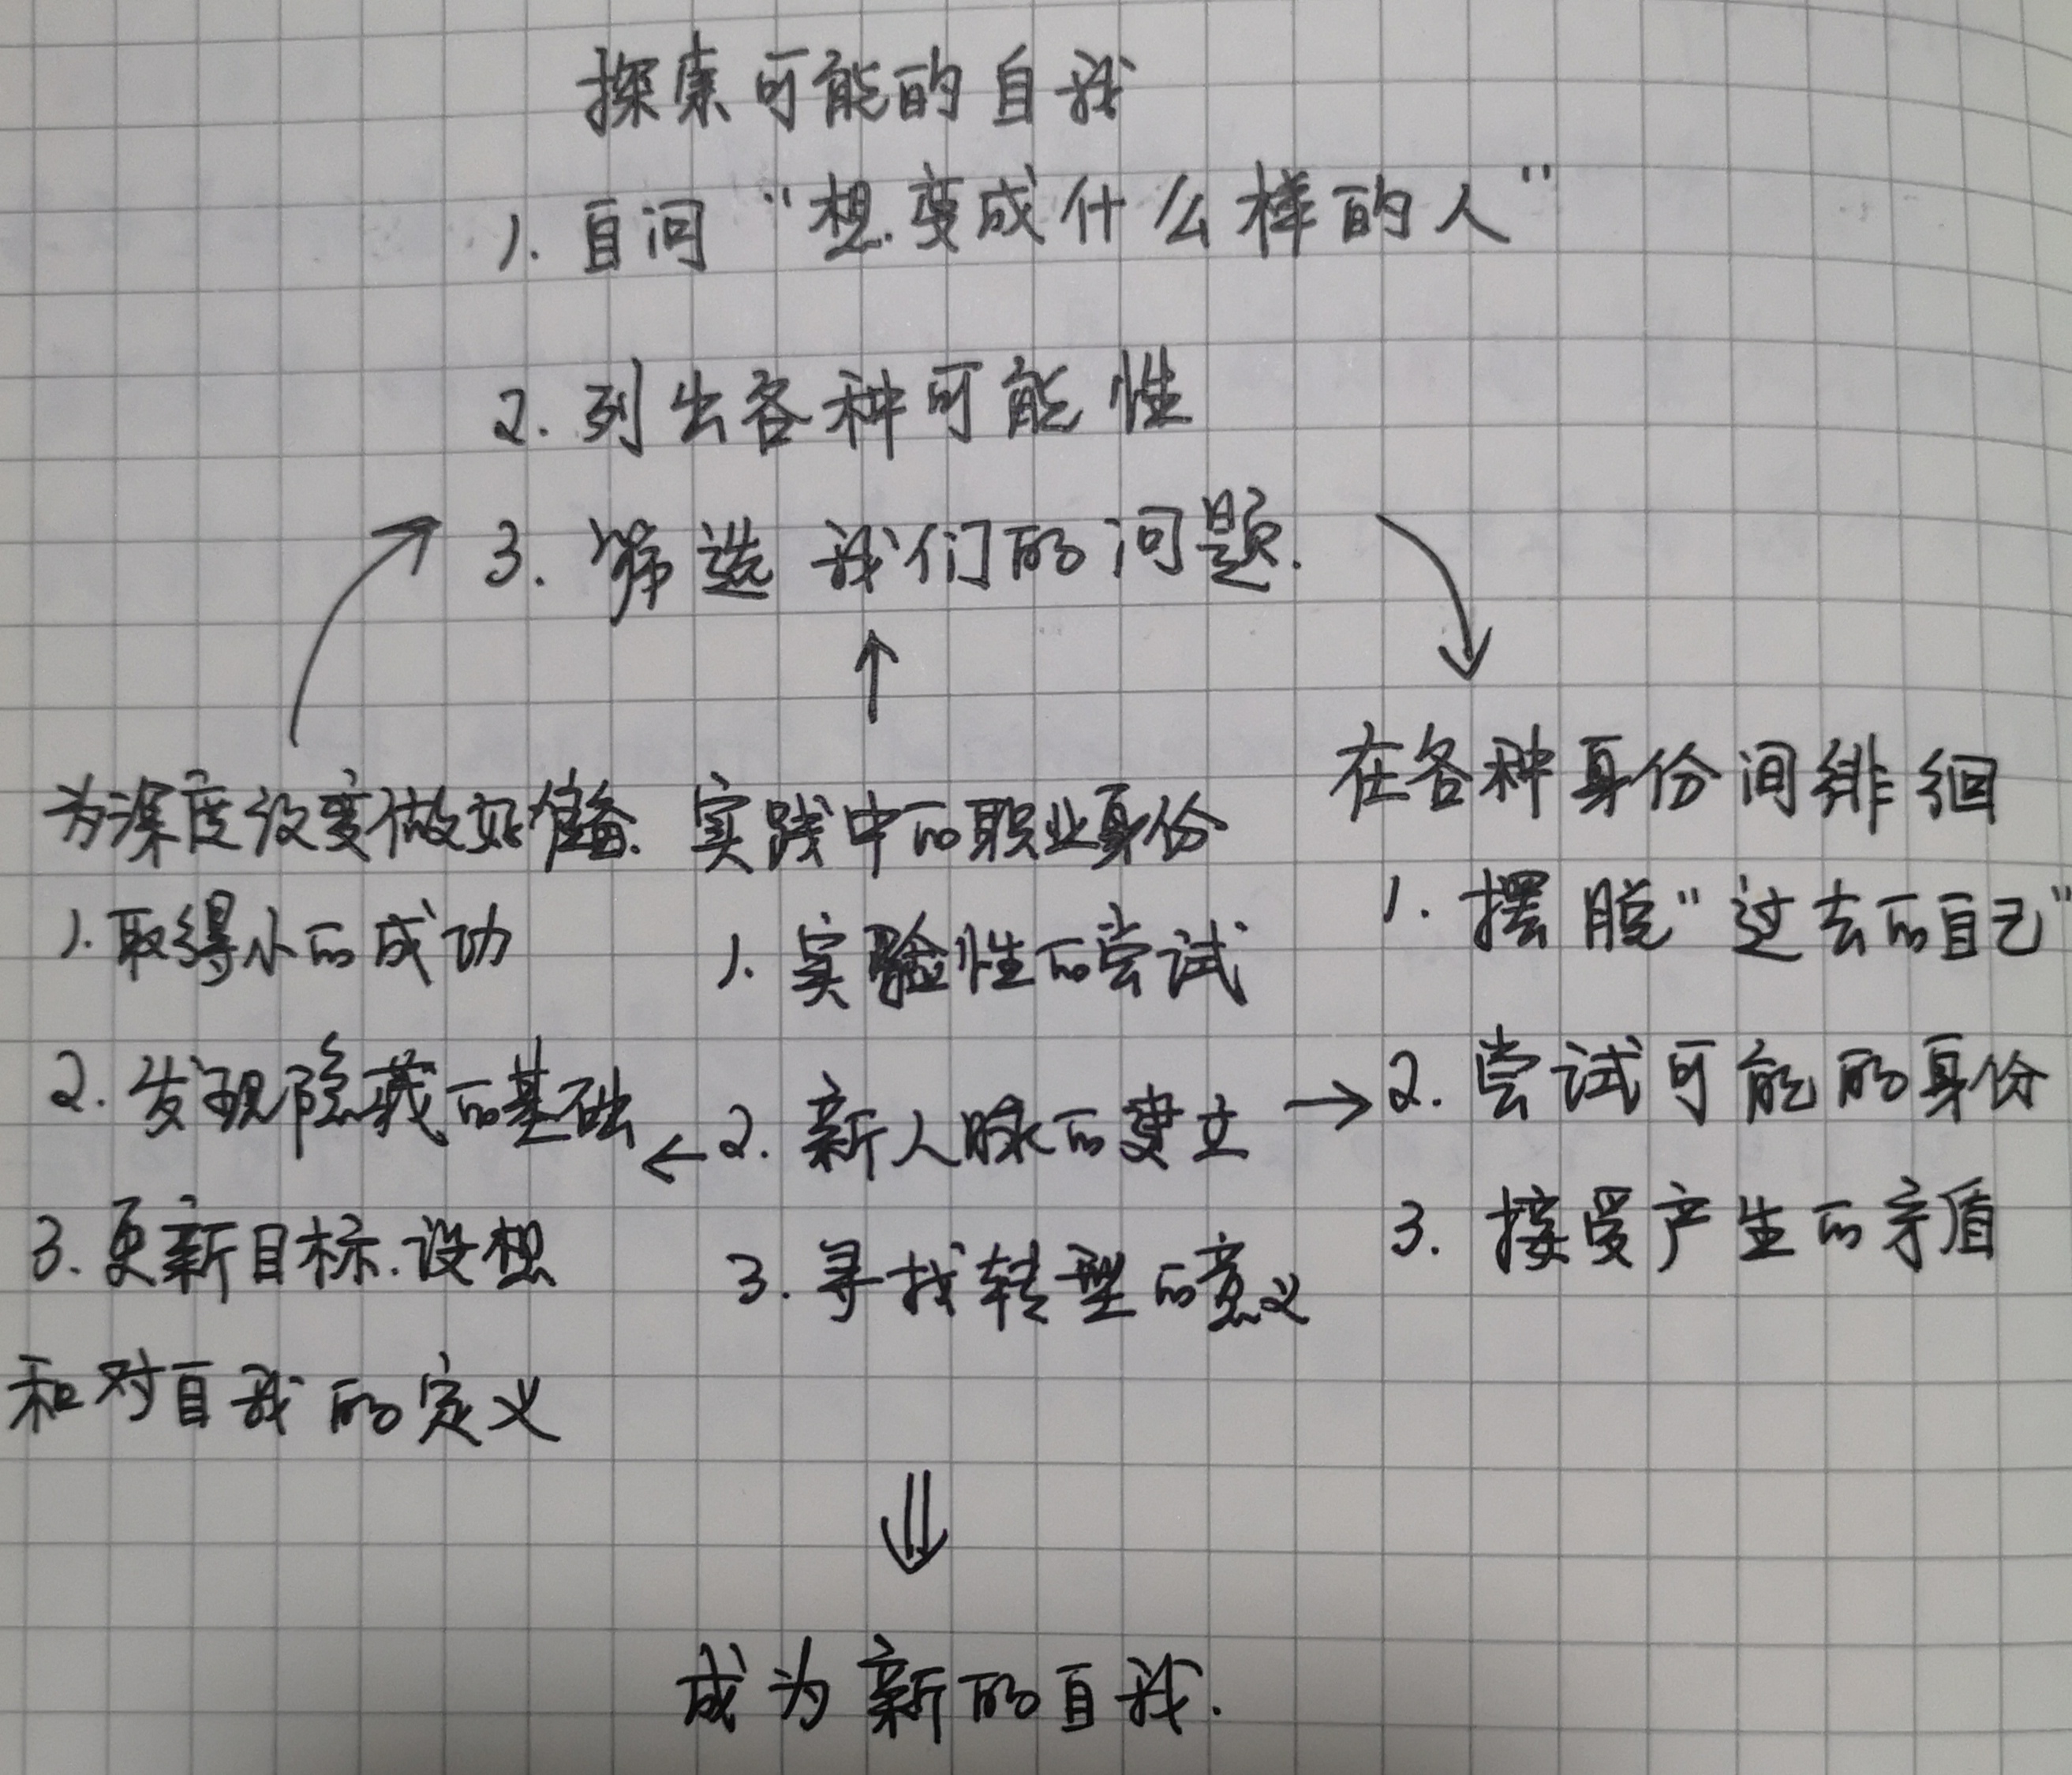 探索可能的自我
1. 自问“想变成什么样的人”
2. 列出各种可能性
3. 筛选我们的问题.
为深度改变做好准备.
1. 取得小的成功
2. 发现隐藏的基础
3. 更新目标.设想
和对自我的定义
实践中的职业身份
1. 实验性的尝试
2. 新人脉的建立
3. 寻找转型的意义
在各种身份间徘徊
1. 摆脱“过去的自己”
2. 尝试可能的身份
3. 接受产生的矛盾
成为新的自我.